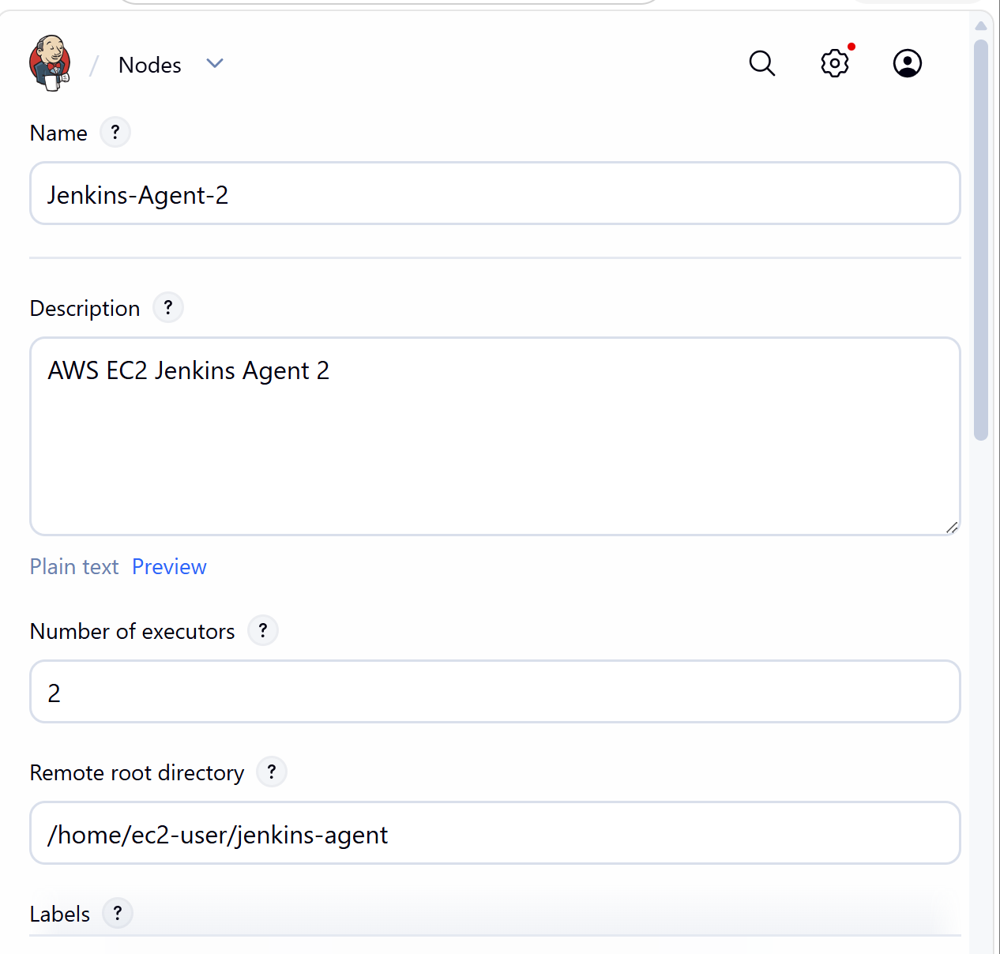 / Nodes
Name ?
Jenkins-Agent-2
Description ?
AWS EC2 Jenkins Agent 2
Plain text Preview
Number of executors ?
2
Remote root directory ?
/home/ec2-user/jenkins-agent
Labels ?